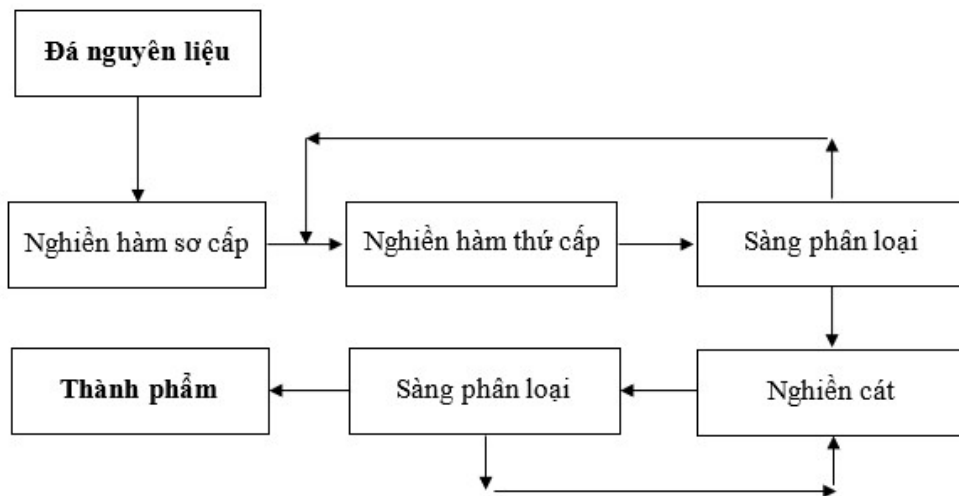 Đá nguyên liệu
Nghiền hàm sơ cấp
Nghiền hàm thứ cấp
Sàng phân loại
Thành phẩm
Sàng phân loại
Nghiền cát